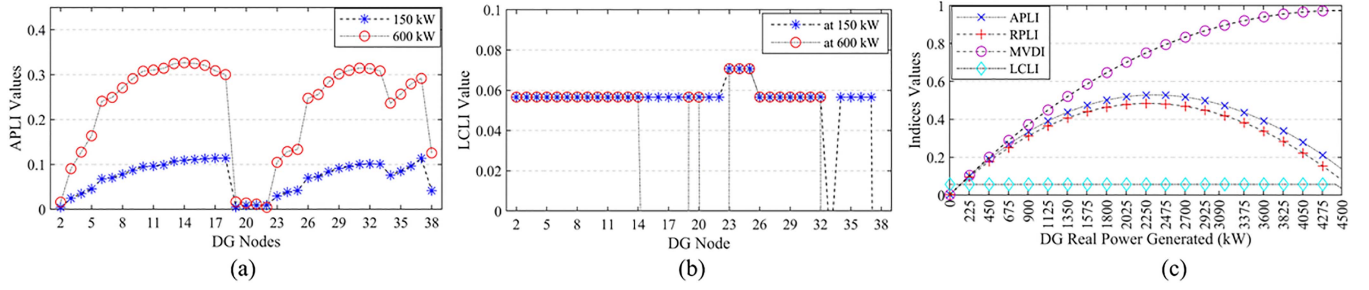 0.4
0.3
0.2
0.1
0
APLI Values
150 kW
600 kW
2 5 8 11 14 17 20 23 26 29 32 35 38
DG Nodes
(a)
0.1
0.08
0.06
0.04
0.02
0
LCLI Value
at 150 kW
at 600 kW
2 5 8 11 14 17 20 23 26 29 32 35 38
DG Node
(b)
1
0.8
0.6
0.4
0.2
0
Indices Value
APLI
RPLI
MVDI
LCLI
00 225 450 675 900 1125 1350 1575 1800 2025 2250 2475 2700 2925 3090 3375 3600 3825 4050 4275 4500
DG Real Power Generated (kW)
(c)